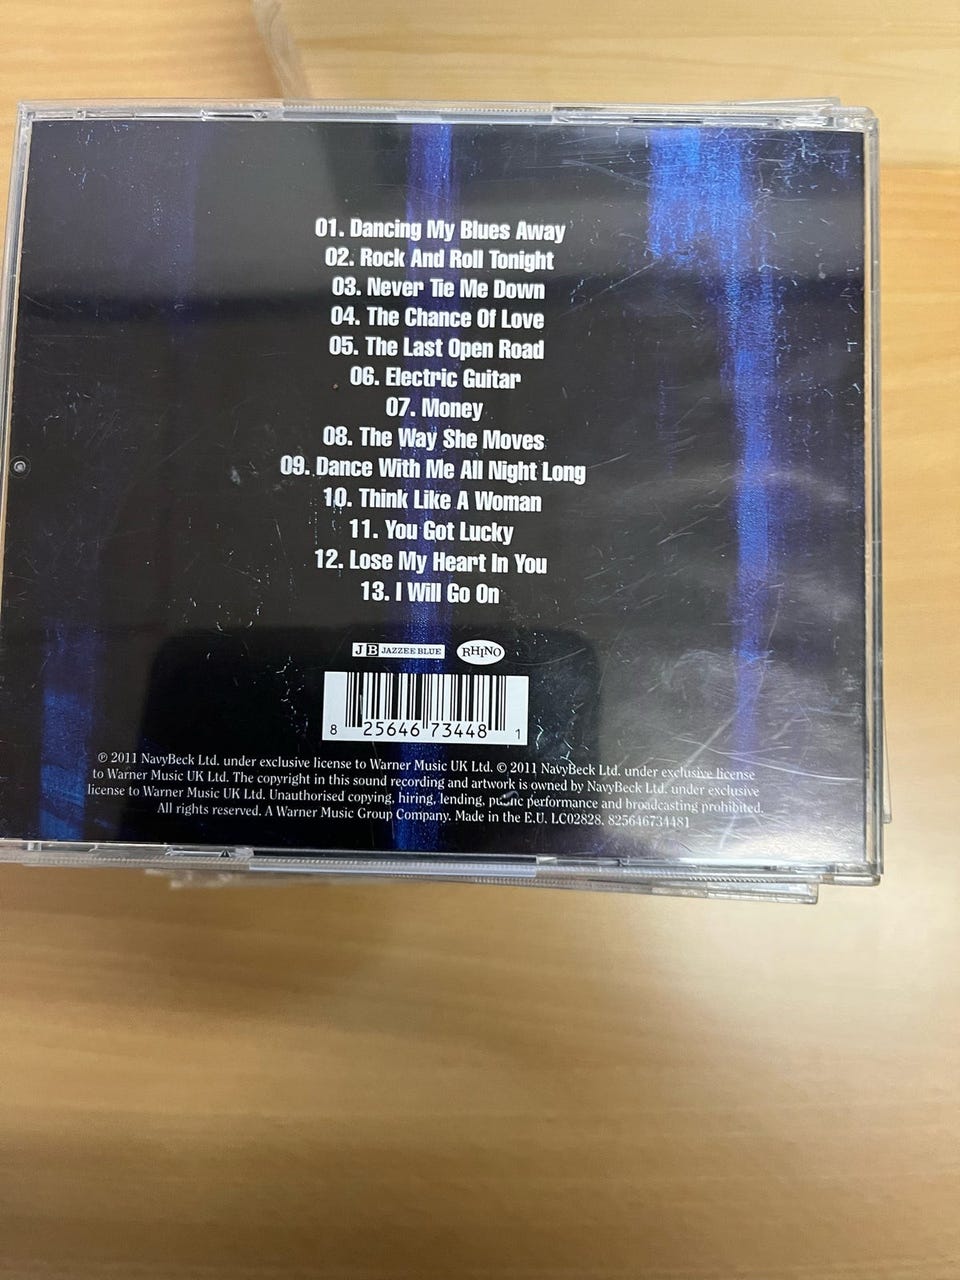 01. Dancing My Blues Away
02. Rock And Roll Tonight
03. Never Tie Me Down
04. The Chance Of Love
05. The Last Open Road
06. Electric Guitar
07. Money
08. The Way She Moves
09. Dance With Me All Night Long
10. Think Like A Woman
11. You Got Lucky
12. Lose My Heart In You
13. I Will Go On
J B JAZZEE BLUE RHINO
8 25646 73448 1
℗ 2011 NavyBeck Ltd. under exclusive license to Warner Music UK Ltd. © 2011 NavyBeck Ltd. under exclusive license
to Warner Music UK Ltd. The copyright in this sound recording and artwork is owned by NavyBeck Ltd. under exclusive
license to Warner Music UK Ltd. Unauthorised copying, hiring, lending, public performance and broadcasting prohibited.
All rights reserved. A Warner Music Group Company. Made in the E.U. LC02828. 825646734481